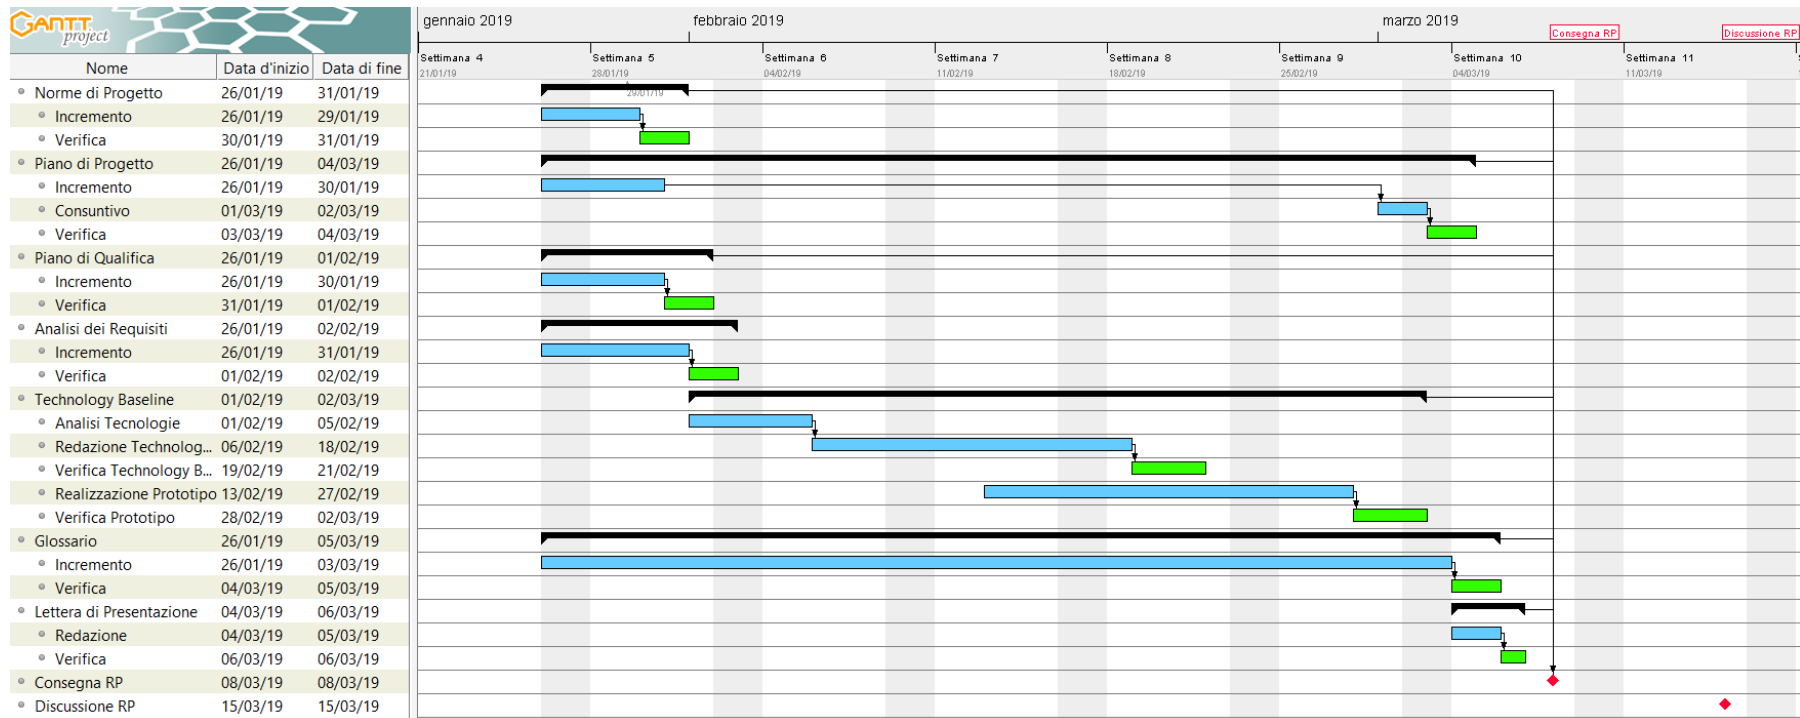 GANTT
project
gennaio 2019
febbraio 2019
marzo 2019
Consegna RP
Discussione RP
Settimana 4
Settimana 5
Settimana 6
Settimana 7
Settimana 8
Settimana 9
Settimana 10
Settimana 11
21/01/19
28/01/19
04/02/19
11/02/19
18/02/19
25/02/19
04/03/19
11/03/19
Nome Data d'inizio Data di fine
Norme di Progetto 26/01/19 31/01/19
29/01/19
Incremento 26/01/19 29/01/19
Verifica 30/01/19 31/01/19
Piano di Progetto 26/01/19 04/03/19
Incremento 26/01/19 30/01/19
Consuntivo 01/03/19 02/03/19
Verifica 03/03/19 04/03/19
Piano di Qualifica 26/01/19 01/02/19
Incremento 26/01/19 30/01/19
Verifica 31/01/19 01/02/19
Analisi dei Requisiti 26/01/19 02/02/19
Incremento 26/01/19 31/01/19
Verifica 01/02/19 02/02/19
Technology Baseline 01/02/19 02/03/19
Analisi Tecnologie 01/02/19 05/02/19
Redazione Technolog... 06/02/19 18/02/19
Verifica Technology B... 19/02/19 21/02/19
Realizzazione Prototipo 13/02/19 27/02/19
Verifica Prototipo 28/02/19 02/03/19
Glossario 26/01/19 05/03/19
Incremento 26/01/19 03/03/19
Verifica 04/03/19 05/03/19
Lettera di Presentazione 04/03/19 06/03/19
Redazione 04/03/19 05/03/19
Verifica 06/03/19 06/03/19
Consegna RP 08/03/19 08/03/19
Discussione RP 15/03/19 15/03/19